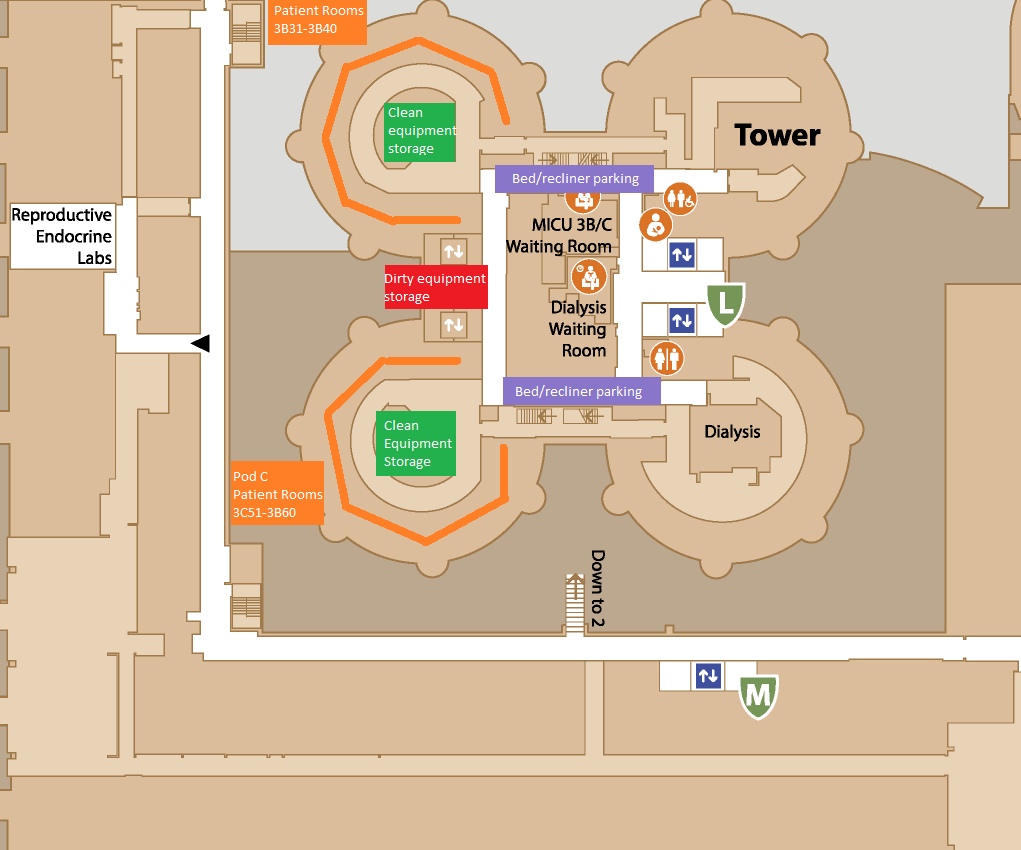 Patient Rooms
3B31-3B40
Clean
equipment
storage
Tower
Bed/recliner parking
Reproductive
Endocrine
Labs
MICU 3B/C
Waiting Room
Dirty equipment
storage
L
Dialysis
Waiting
Room
Bed/recliner parking
Clean
Equipment
Storage
Dialysis
Pod C
Patient Rooms
3C51-3B60
Down to 2
M